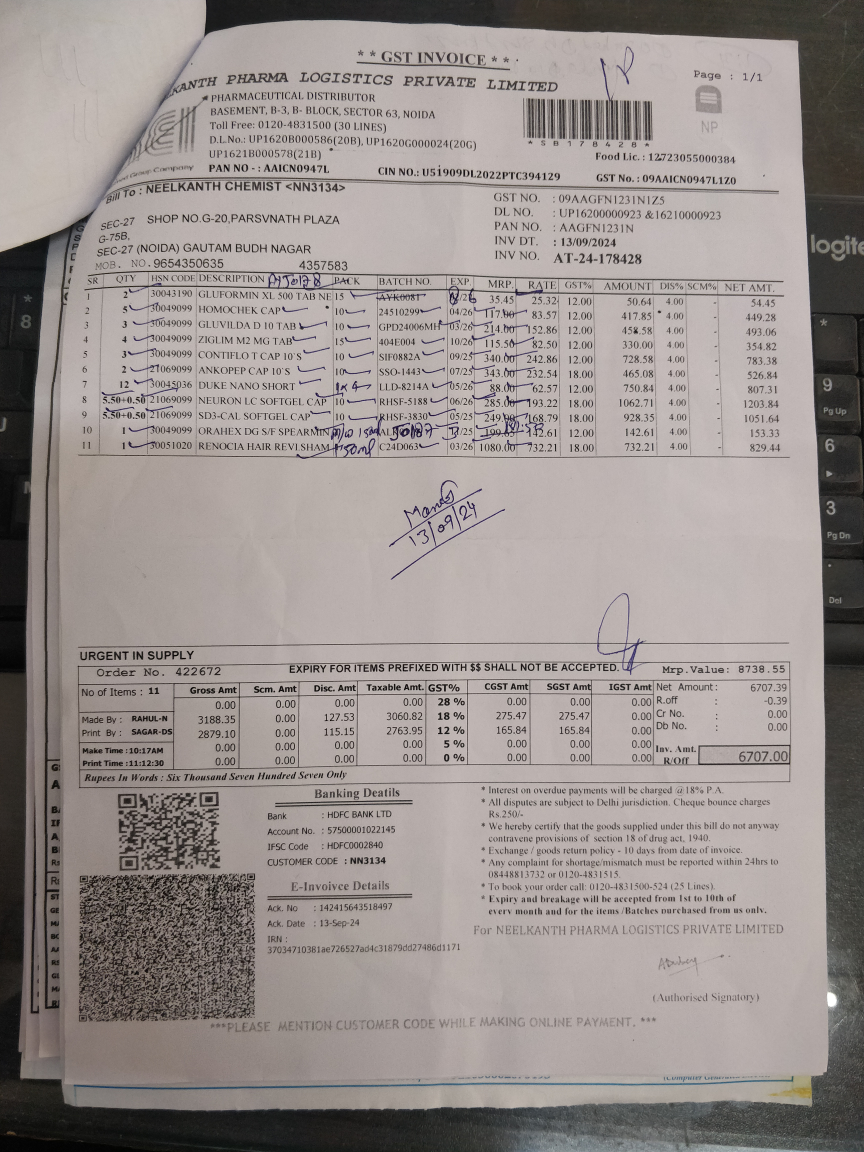 ** GST INVOICE **
LKANTH PHARMA LOGISTICS PRIVATE LIMITED
Page : 1/1
PHARMACEUTICAL DISTRIBUTOR
BASEMENT, B-3, B- BLOCK, SECTOR 63, NOIDA
Toll Free: 0120-4831500 (30 LINES)
D.L.No.: UP1620B000586(20B), UP1620G000024(20G)
UP1621B000578(21B)
PAN NO - : AAICN0947L
CIN NO.: U51909DL2022PTC394129
*SB178428*
NP
Food Lic.: 12723055000384
GST No. : 09AAICN0947L1Z0
Group Company
Bill To : NEELKANTH CHEMIST <NN3134>
SEC-27 SHOP NO.G-20,PARSVNATH PLAZA
G-75B,
SEC-27 (NOIDA) GAUTAM BUDH NAGAR
MOB. NO.9654350635 4357583
GST NO. : 09AAGFN1231N1Z5
DL NO. : UP16200000923 &16210000923
PAN NO. : AAGFN1231N
INV DT. : 13/09/2024
INV NO. AT-24-178428
SR QTY HSN CODE DESCRIPTION PACK BATCH NO. EXP MRP. RATE GST% AMOUNT DIS% SCM% NET AMT.
1 2 30043190 GLUFORMIN XL 500 TAB NE 15 AYK0081 35.45 25.32 12.00 50.64 4.00 - 54.45
2 5 30049099 HOMOCHEK CAP 10 24510299 04/26 117.00 83.57 12.00 417.85 4.00 - 449.28
3 3 30049099 GLUVILDA D 10 TAB 10 GPD24006MH 03/26 214.00 152.86 12.00 458.58 4.00 - 493.06
4 4 30049099 ZIGLIM M2 MG TAB 15 404E004 10/26 115.50 82.50 12.00 330.00 4.00 - 354.82
5 3 30049099 CONTIFLO T CAP 10'S 10 SIF0882A 09/25 340.00 242.86 12.00 728.58 4.00 - 783.38
6 2 21069099 ANKOPEP CAP 10'S 10 SSO-1443 07/25 343.00 232.54 18.00 465.08 4.00 - 526.84
7 12 30045036 DUKE NANO SHORT 1x4 LLD-8214A 05/26 88.00 62.57 12.00 750.84 4.00 - 807.31
8 5.50+0.50 21069099 NEURON LC SOFTGEL CAP 10 RHSF-5188 06/26 285.00 193.22 18.00 1062.71 4.00 - 1203.84
9 5.50+0.50 21069099 SD3-CAL SOFTGEL CAP 10 RHSF-3830 05/25 249.00 168.79 18.00 928.35 4.00 - 1051.64
10 1 30049099 ORAHEX DG S/F SPEARMIN 142.61 12.00 142.61 4.00 - 153.33
11 1 30051020 RENOCIA HAIR REVI.SHAM 150ml C24D063 03/26 1080.00 732.21 18.00 732.21 4.00 - 829.44
13/09/24
URGENT IN SUPPLY
Order No. 422672
EXPIRY FOR ITEMS PREFIXED WITH $$ SHALL NOT BE ACCEPTED.
Mrp.Value: 8738.55
No of Items : 11
Gross Amt Scm. Amt Disc. Amt Taxable Amt. GST% CGST Amt SGST Amt IGST Amt
0.00 0.00 0.00 0.00 28 % 0.00 0.00 0.00
3188.35 0.00 127.53 3060.82 18 % 275.47 275.47 0.00
2879.10 0.00 115.15 2763.95 12 % 165.84 165.84 0.00
0.00 0.00 0.00 0.00 5 % 0.00 0.00 0.00
0.00 0.00 0.00 0.00 0 % 0.00 0.00 0.00
Made By : RAHUL-N
Print By : SAGAR-DS
Make Time :10:17AM
Print Time :11:12:30
Net Amount : 6707.39
R.off : -0.39
Cr No. : 0.00
Db No. : 0.00
Inv. Amt. R/Off 6707.00
Rupees In Words : Six Thousand Seven Hundred Seven Only
Banking Deatils
Bank : HDFC BANK LTD
Account No. : 57500001022145
IFSC Code : HDFC0002840
CUSTOMER CODE : NN3134
E-Invoivce Details
Ack. No : 142415643518497
Ack. Date : 13-Sep-24
IRN :
37034710381ae726527ad4c31879dd27486d1171
* Interest on overdue payments will be charged @18% P.A.
* All disputes are subject to Delhi jurisdiction. Cheque bounce charges
Rs.250/-
* We hereby certify that the goods supplied under this bill do not anyway
contravene provisions of section 18 of drug act, 1940.
* Exchange / goods return policy - 10 days from date of invoice.
* Any complaint for shortage/mismatch must be reported within 24hrs to
08448813732 or 0120-4831515.
* To book your order call: 0120-4831500-524 (25 Lines).
* Expiry and breakage will be accepted from 1st to 10th of
every month and for the items /Batches purchased from us only.
For NEELKANTH PHARMA LOGISTICS PRIVATE LIMITED
(Authorised Signatory)
***PLEASE MENTION CUSTOMER CODE WHILE MAKING ONLINE PAYMENT. ***
logite
8
9
Pg Up
6
3
Pg Dn
Del